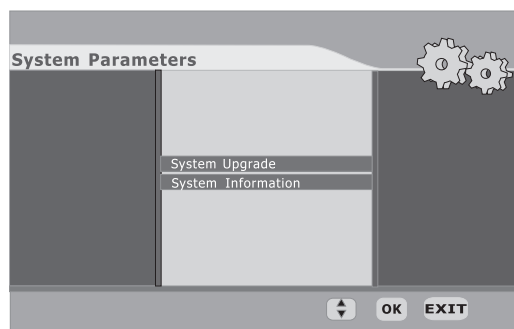 System Parameters
System Upgrade
System Information
OK EXIT